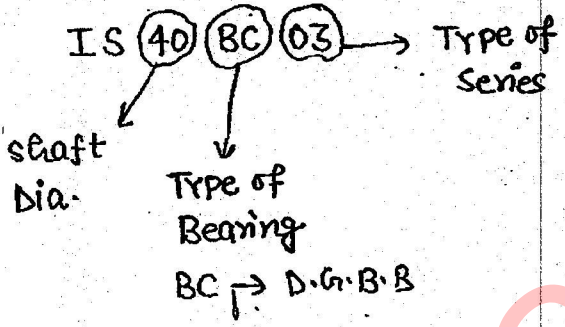 IS 40 BC 03 → Type of
Series
shaft
Dia.
Type of
Bearing
BC → D.G.B.B